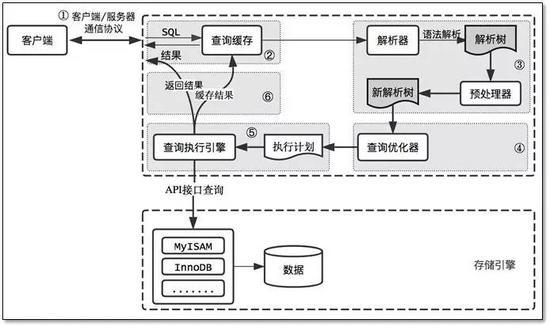 ① 客户端/服务器
通信协议
客户端
SQL
结果
查询缓存
②
解析器
语法解析
解析树
③
返回结果
缓存结果
⑥
新解析树
预处理器
查询执行引擎
⑤
执行计划
查询优化器
④
API接口查询
MyISAM
InnoDB
.......
数据
存储引擎